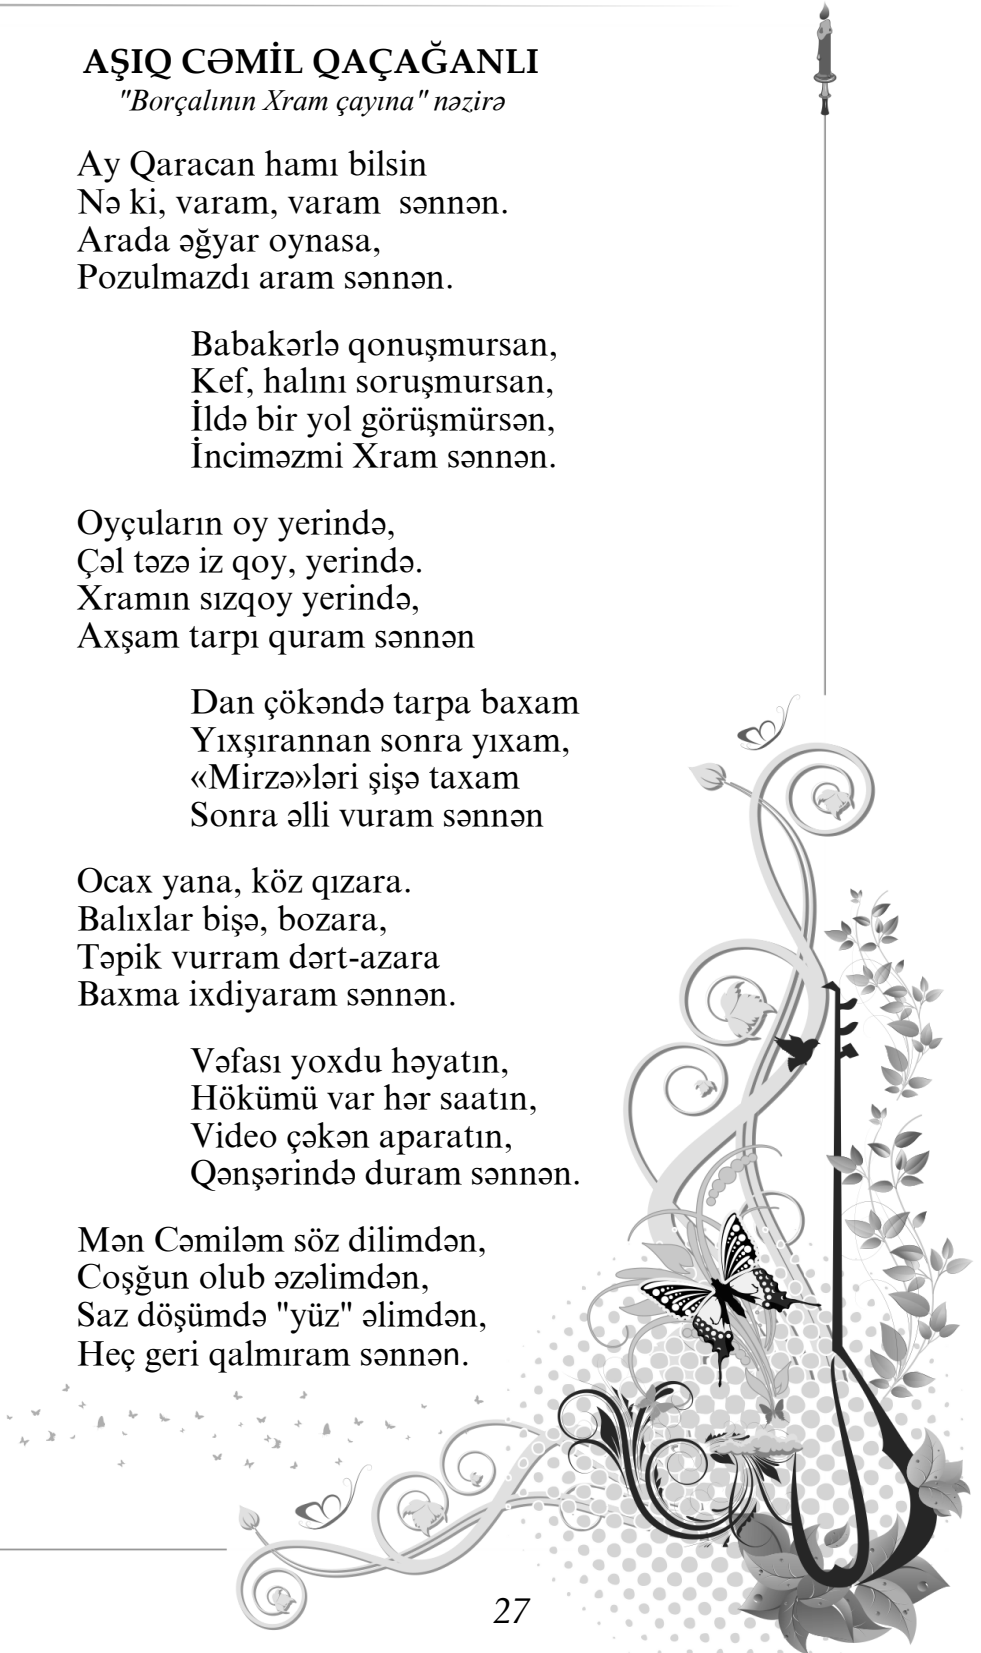 AŞIQ CƏMİL QAÇAĞANLI
"Borçalının Xram çayına" nəzirə
Ay Qaracan hamı bilsin
Nə ki, varam, varam sənnən.
Arada əğyar oynasa,
Pozulmazdı aram sənnən.
Babakərlə qonuşmursan,
Kef, halını soruşmursan,
İldə bir yol görüşmürsən,
İnciməzmi Xram sənnən.
Oyçuların oy yerində,
Çəl təzə iz qoy, yerində.
Xramın sızqoy yerində,
Axşam tarpı quram sənnən
Dan çökəndə tarpa baxam
Yıxşırannan sonra yıxam,
«Mirzə»ləri şişə taxam
Sonra əlli vuram sənnən
Ocax yana, köz qızara.
Balıxlar bişə, bozara,
Təpik vurram dərt-azara
Baxma ixdiyaram sənnən.
Vəfası yoxdu həyatın,
Hökümü var hər saatın,
Video çəkən aparatın,
Qənşərində duram sənnən.
Mən Cəmiləm söz dilimdən,
Coşğun olub əzəlimdən,
Saz döşümdə "yüz" əlimdən,
Heç geri qalmıram sənnən.
27